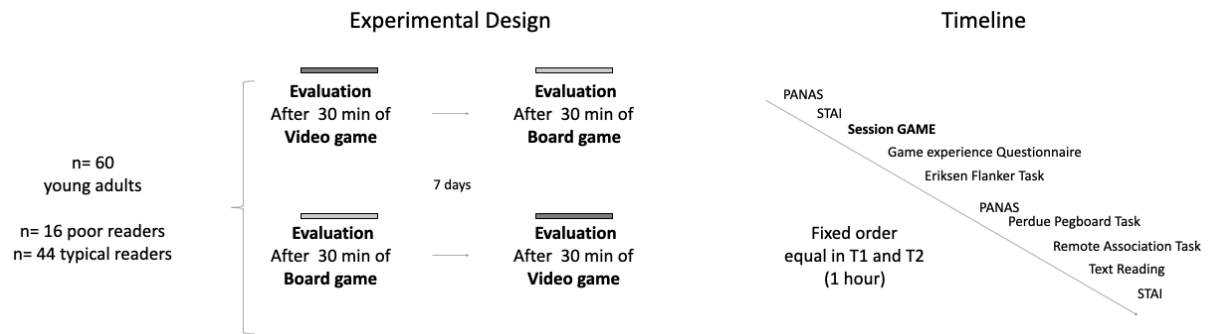 Experimental Design
Timeline
n= 60
young adults
n= 16 poor readers
n= 44 typical readers
Evaluation
After 30 min of
Video game
Evaluation
After 30 min of
Board game
7 days
Evaluation
After 30 min of
Board game
Evaluation
After 30 min of
Video game
PANAS
STAI
Session GAME
Game experience Questionnaire
Eriksen Flanker Task
PANAS
Perdue Pegboard Task
Remote Association Task
Text Reading
STAI
Fixed order
equal in T1 and T2
(1 hour)